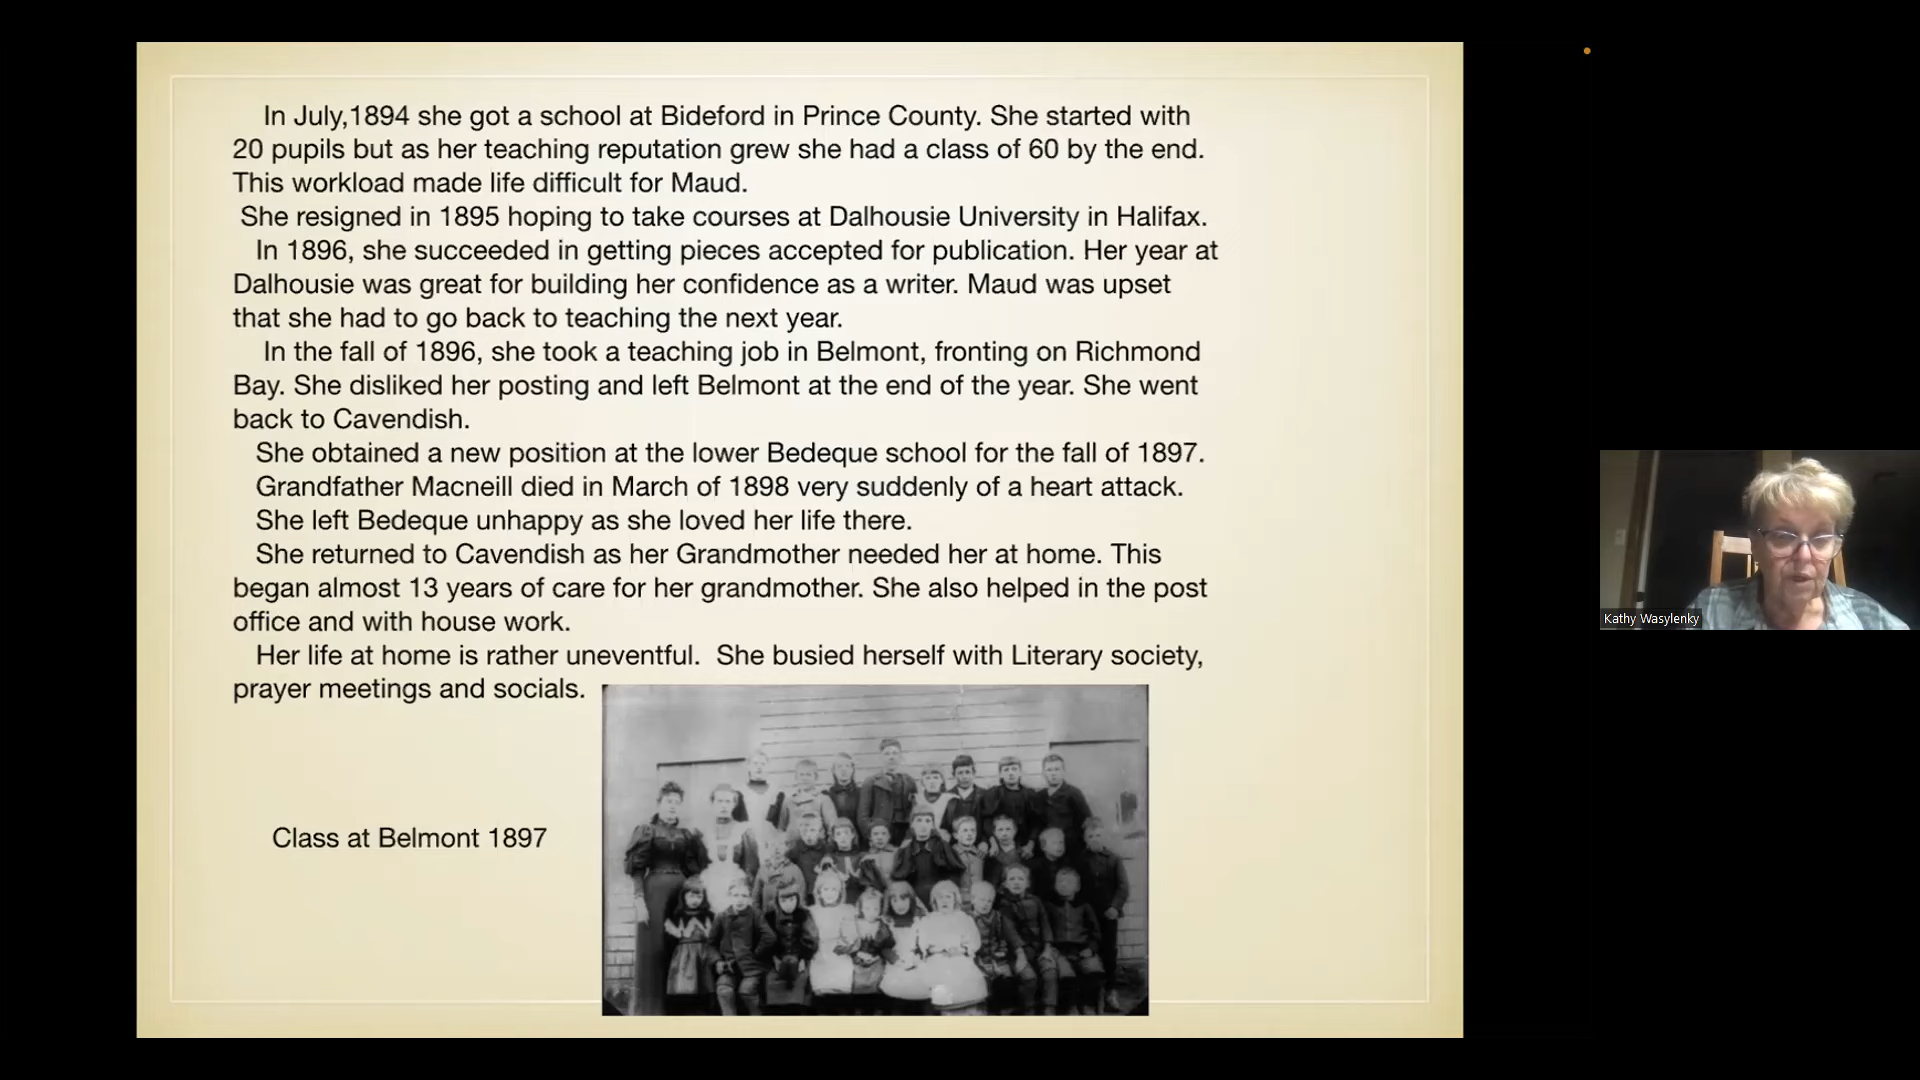 In July,1894 she got a school at Bideford in Prince County. She started with
20 pupils but as her teaching reputation grew she had a class of 60 by the end.
This workload made life difficult for Maud.
She resigned in 1895 hoping to take courses at Dalhousie University in Halifax.
In 1896, she succeeded in getting pieces accepted for publication. Her year at
Dalhousie was great for building her confidence as a writer. Maud was upset
that she had to go back to teaching the next year.
In the fall of 1896, she took a teaching job in Belmont, fronting on Richmond
Bay. She disliked her posting and left Belmont at the end of the year. She went
back to Cavendish.
She obtained a new position at the lower Bedeque school for the fall of 1897.
Grandfather Macneill died in March of 1898 very suddenly of a heart attack.
She left Bedeque unhappy as she loved her life there.
She returned to Cavendish as her Grandmother needed her at home. This
began almost 13 years of care for her grandmother. She also helped in the post
office and with house work.
Her life at home is rather uneventful. She busied herself with Literary society,
prayer meetings and socials.
Class at Belmont 1897
Kathy Wasylenky